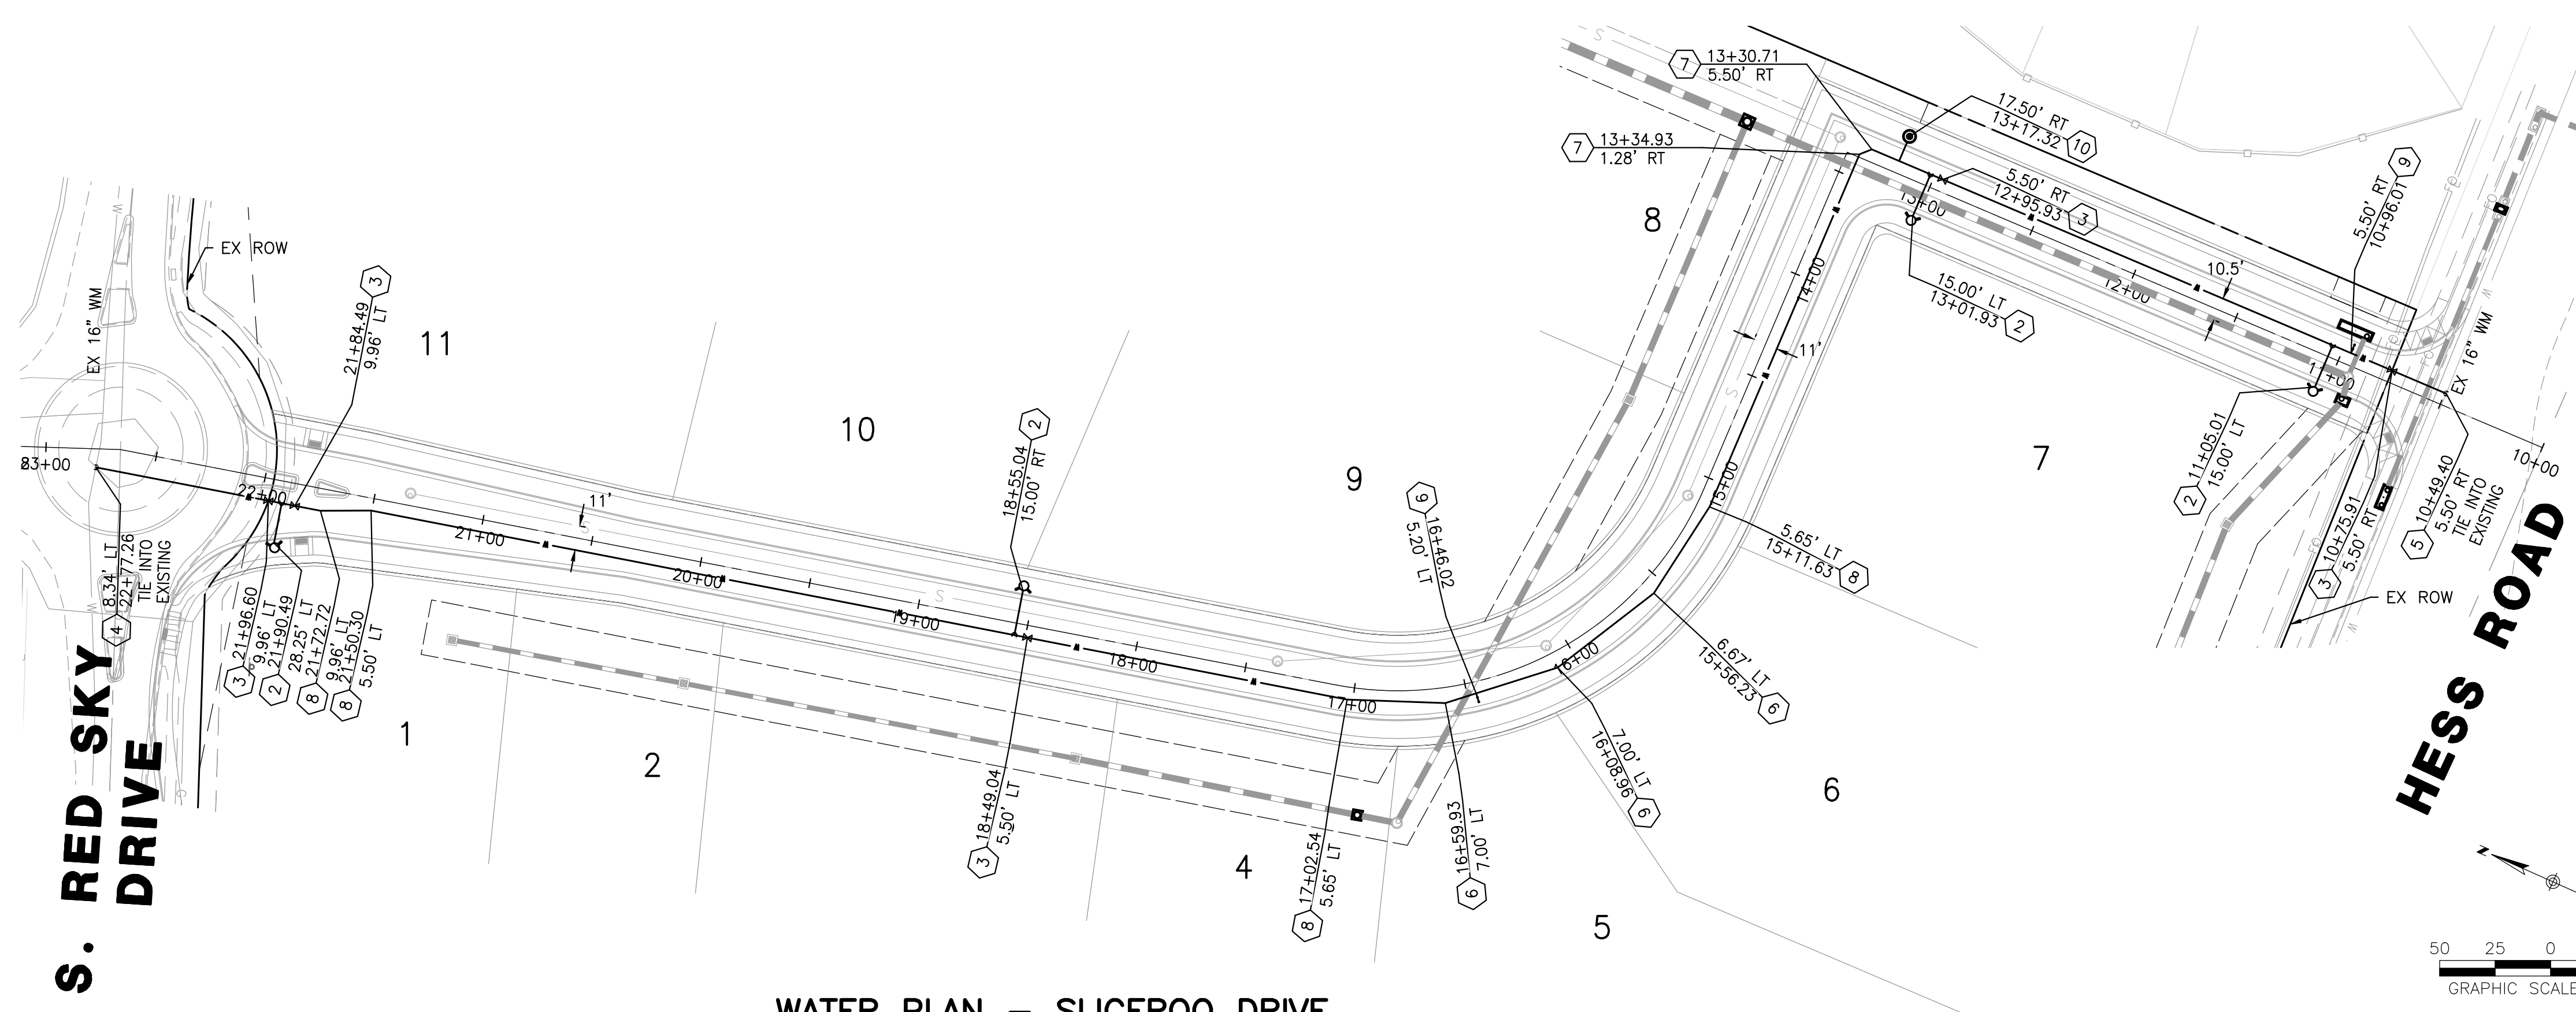 7
13+30.71
5.50' RT
7
13+34.93
1.28' RT
17.50' RT
13+17.32
10
5.50' RT
12+95.93
3
9
5.50' RT
10+96.01
8
13+00
EX ROW
EX 16" WM
21+84.49
9.96' LT
3
11
14+00
12+00
10.5'
15.00' LT
13+01.93
2
11'
EX 16" WM
11+00
10+00
10
18+55.04
15.00' RT
2
9
7
15+00
23+00
22+00
11'
21+00
20+00
19+00
18+00
17+00
16+00
6
16+46.02
5.20' LT
5.65' LT
15+11.63
8
2
11+05.01
15.00' LT
5
10+49.40
5.50' RT
TIE INTO
EXISTING
3
10+75.91
5.50' RT
EX ROW
HESS ROAD
4
8.34' LT
22+77.26
TIE INTO
EXISTING
3
21+96.60
9.96' LT
2
21+90.49
28.25' LT
8
21+72.72
9.96' LT
8
21+50.30
5.50' LT
6.67' LT
15+56.23
6
7.00' LT
16+08.96
6
1
2
3
18+49.04
5.50' LT
4
8
17+02.54
5.65' LT
6
16+59.93
7.00' LT
5
6
S. RED SKY
DRIVE
N
50 25 0
GRAPHIC SCALE
WATER PLAN – SLICEROO DRIVE
S
S
S
S
W
W
W
W